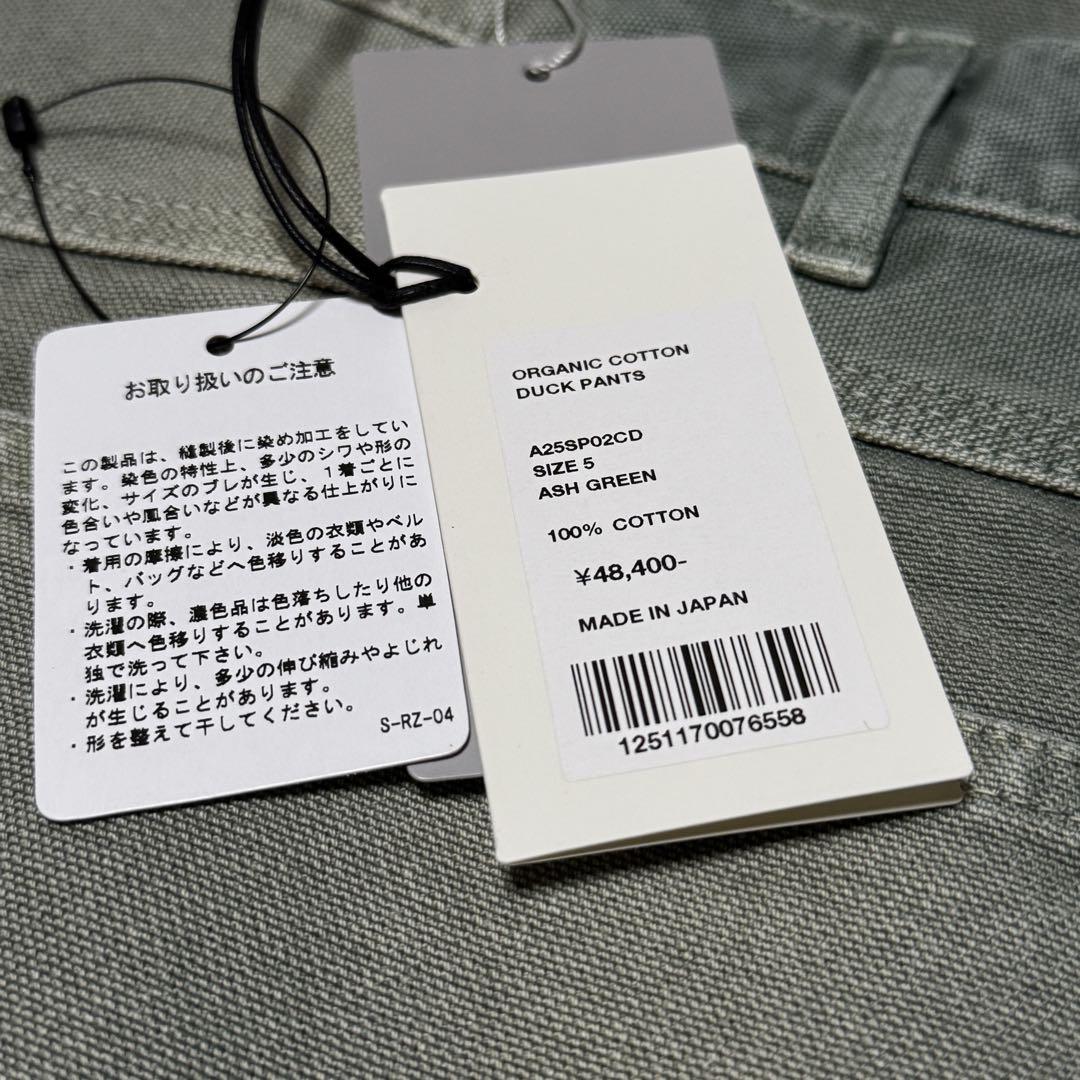 お取り扱いのご注意
この製品は、縫製後に染め加工をしてい
ます。染色の特性上、多少のシワや形の
変化、サイズのブレが生じ、1着ごとに
色合いや風合いなどが異なる仕上がりに
なっています。
・着用の摩擦により、淡色の衣類やベル
ト、バッグなどへ色移りすることがあ
ります。
・洗濯の際、濃色品は色落ちしたり他の
衣類へ色移りすることがあります。単
独で洗って下さい。
・洗濯により、多少の伸び縮みやよじれ
が生じることがあります。
・形を整えて干してください。
S-RZ-04
ORGANIC COTTON
DUCK PANTS
A25SP02CD
SIZE 5
ASH GREEN
100% COTTON
¥48,400-
MADE IN JAPAN
1251170076558